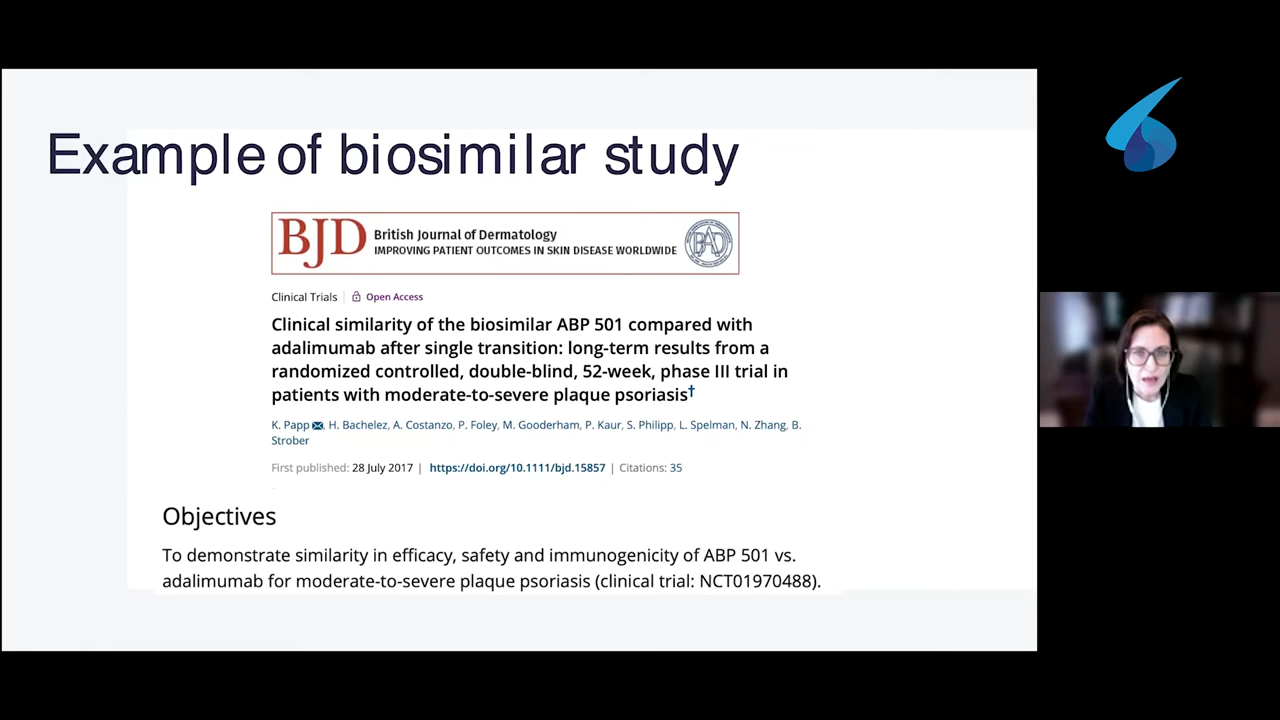 Example of biosimilar study
BJD
British Journal of Dermatology
IMPROVING PATIENT OUTCOMES IN SKIN DISEASE WORLDWIDE
BAD
Clinical Trials | Open Access
Clinical similarity of the biosimilar ABP 501 compared with
adalimumab after single transition: long-term results from a
randomized controlled, double-blind, 52-week, phase III trial in
patients with moderate-to-severe plaque psoriasis†
K. Papp, H. Bachelez, A. Costanzo, P. Foley, M. Gooderham, P. Kaur, S. Philipp, L. Spelman, N. Zhang, B.
Strober
First published: 28 July 2017 | https://doi.org/10.1111/bjd.15857 | Citations: 35
Objectives
To demonstrate similarity in efficacy, safety and immunogenicity of ABP 501 vs.
adalimumab for moderate-to-severe plaque psoriasis (clinical trial: NCT01970488).